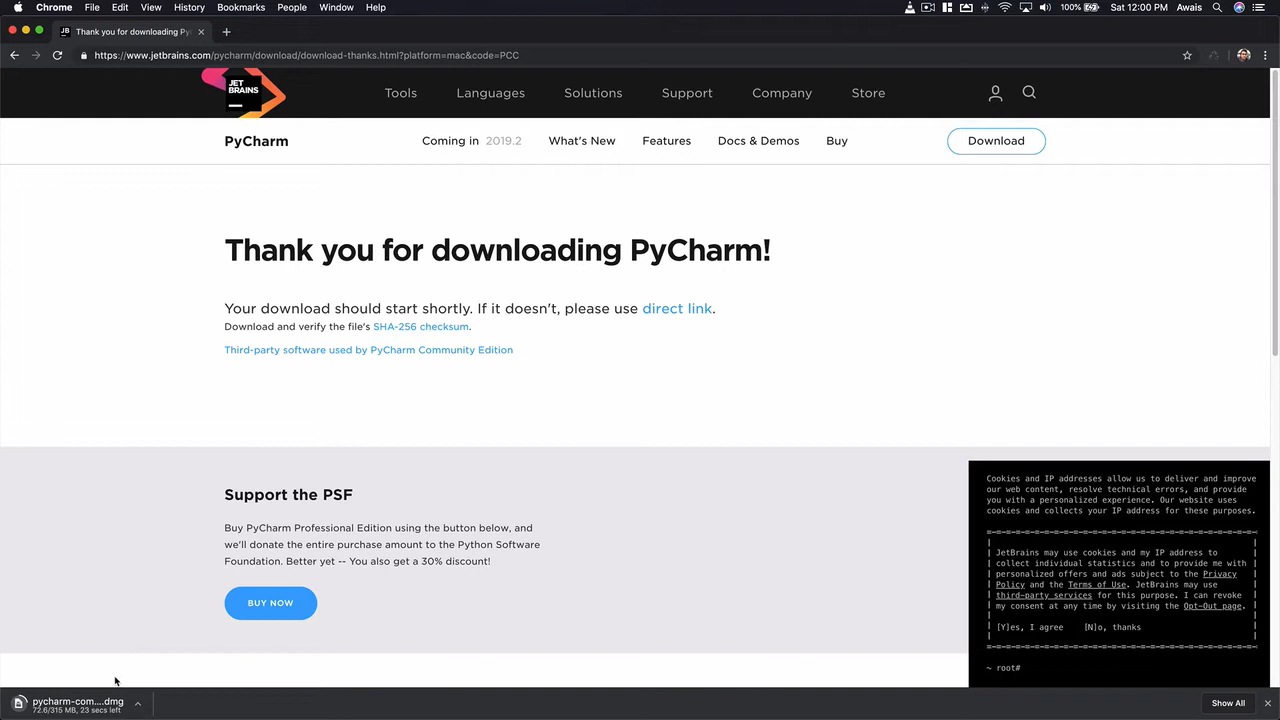 Chrome File Edit View History Bookmarks People Window Help 100% Sat 12:00 PM Awais
JB Thank you for downloading PyC
https://www.jetbrains.com/pycharm/download/download-thanks.html?platform=mac&code=PCC
JET
BRAINS
Tools Languages Solutions Support Company Store
PyCharm Coming in 2019.2 What's New Features Docs & Demos Buy Download
Thank you for downloading PyCharm!
Your download should start shortly. If it doesn't, please use direct link.
Download and verify the file's SHA-256 checksum.
Third-party software used by PyCharm Community Edition
Support the PSF
Buy PyCharm Professional Edition using the button below, and
we'll donate the entire purchase amount to the Python Software
Foundation. Better yet -- You also get a 30% discount!
BUY NOW
Cookies and IP addresses allow us to deliver and improve
our web content, resolve technical errors, and provide
you with a personalized experience. Our website uses
cookies and collects your IP address for these purposes.
JetBrains may use cookies and my IP address to
collect individual statistics and to provide me with
personalized offers and ads subject to the Privacy
Policy and the Terms of Use. JetBrains may use
third-party services for this purpose. I can revoke
my consent at any time by visiting the Opt-Out page.
[Y]es, I agree [N]o, thanks
~ root#
pycharm-com....dmg
72.6/315 MB, 23 secs left
Show All